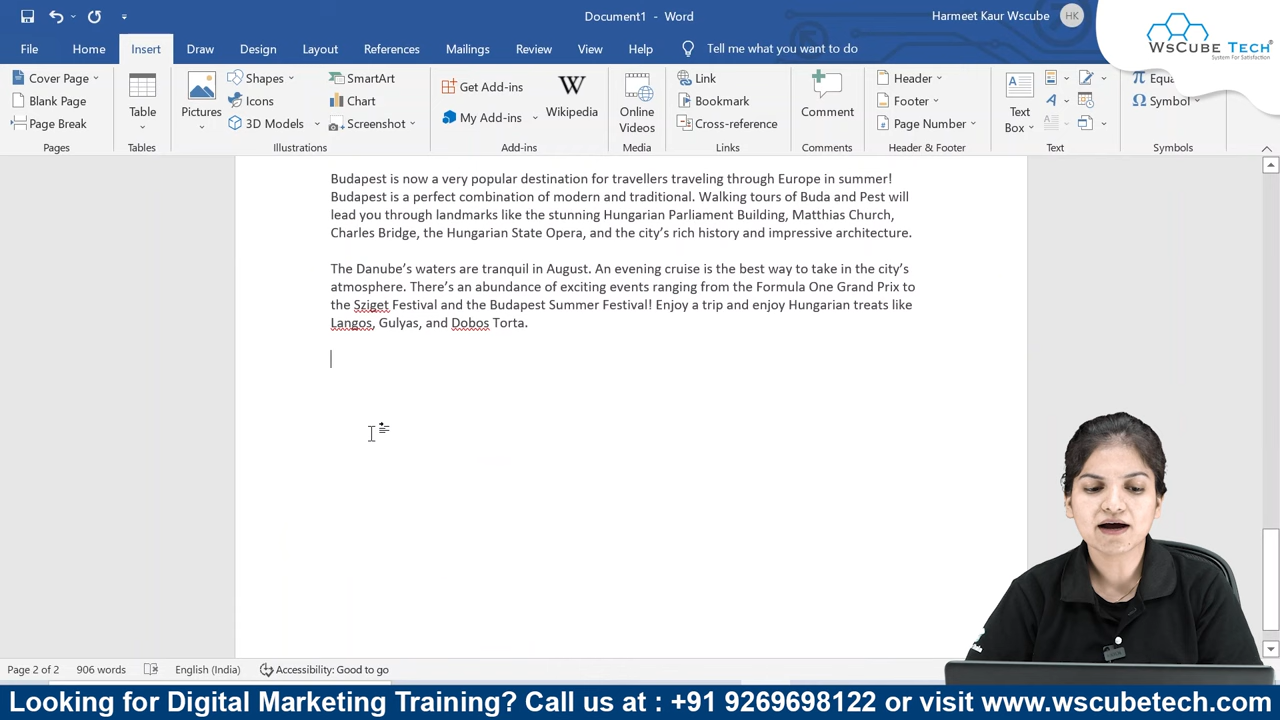 Document1 - Word
Harmeet Kaur Wscube
HK
WsCube Tech
System For Satisfaction
File
Home
Insert
Draw
Design
Layout
References
Mailings
Review
View
Help
Tell me what you want to do
Cover Page
Blank Page
Page Break
Pages
Table
Tables
Pictures
Shapes
Icons
3D Models
SmartArt
Chart
Screenshot
Illustrations
Get Add-ins
My Add-ins
Wikipedia
Add-ins
Online
Videos
Media
Link
Bookmark
Cross-reference
Links
Comment
Comments
Header
Footer
Page Number
Header & Footer
Text
Box
Text
Symbol
Symbols
Budapest is now a very popular destination for travellers traveling through Europe in summer!
Budapest is a perfect combination of modern and traditional. Walking tours of Buda and Pest will
lead you through landmarks like the stunning Hungarian Parliament Building, Matthias Church,
Charles Bridge, the Hungarian State Opera, and the city's rich history and impressive architecture.
The Danube's waters are tranquil in August. An evening cruise is the best way to take in the city's
atmosphere. There's an abundance of exciting events ranging from the Formula One Grand Prix to
the Sziget Festival and the Budapest Summer Festival! Enjoy a trip and enjoy Hungarian treats like
Langos, Gulyas, and Dobos Torta.
Page 2 of 2
906 words
English (India)
Accessibility: Good to go
Looking for Digital Marketing Training? Call us at : +91 9269698122 or visit www.wscubetech.com